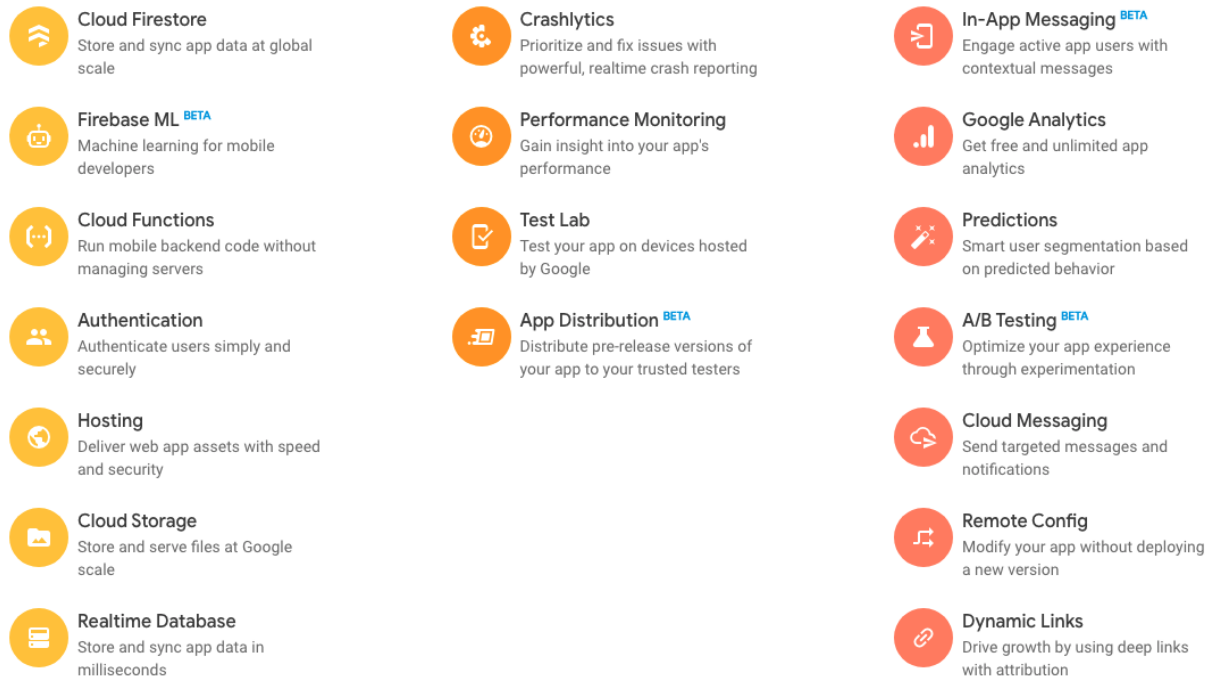 Cloud Firestore
Store and sync app data at global
scale
Firebase ML BETA
Machine learning for mobile
developers
Cloud Functions
Run mobile backend code without
managing servers
Authentication
Authenticate users simply and
securely
Hosting
Deliver web app assets with speed
and security
Cloud Storage
Store and serve files at Google
scale
Realtime Database
Store and sync app data in
milliseconds
Crashlytics
Prioritize and fix issues with
powerful, realtime crash reporting
Performance Monitoring
Gain insight into your app's
performance
Test Lab
Test your app on devices hosted
by Google
App Distribution BETA
Distribute pre-release versions of
your app to your trusted testers
In-App Messaging BETA
Engage active app users with
contextual messages
Google Analytics
Get free and unlimited app
analytics
Predictions
Smart user segmentation based
on predicted behavior
A/B Testing BETA
Optimize your app experience
through experimentation
Cloud Messaging
Send targeted messages and
notifications
Remote Config
Modify your app without deploying
a new version
Dynamic Links
Drive growth by using deep links
with attribution